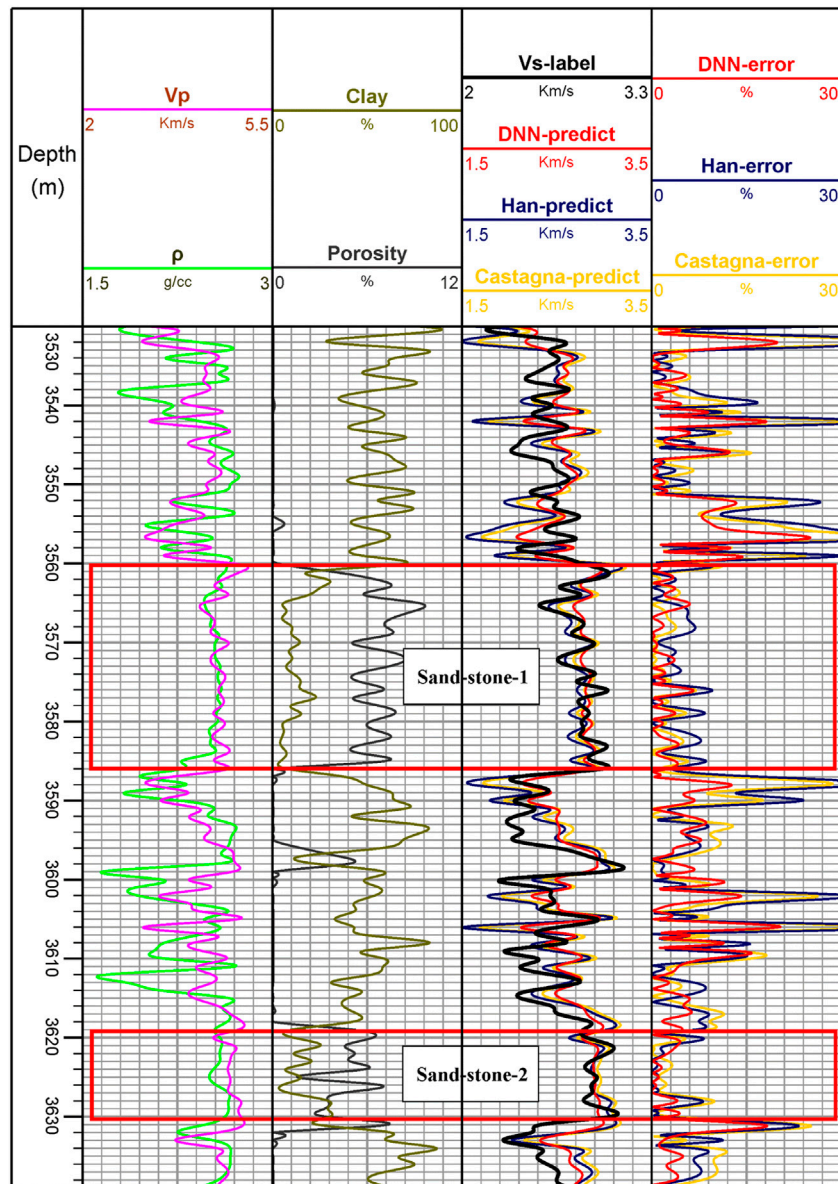 Depth
(m)
Vp
2 Km/s 5.5
ρ
1.5 g/cc 3
Clay
0 % 100
Porosity
0 % 12
Vs-label
2 Km/s 3.3
DNN-predict
1.5 Km/s 3.5
Han-predict
1.5 Km/s 3.5
Castagna-predict
1.5 Km/s 3.5
DNN-error
0 % 30
Han-error
0 % 30
Castagna-error
0 % 30
3530
3540
3550
3560
3570
Sand-stone-1
3580
3590
3600
3610
3620
Sand-stone-2
3630